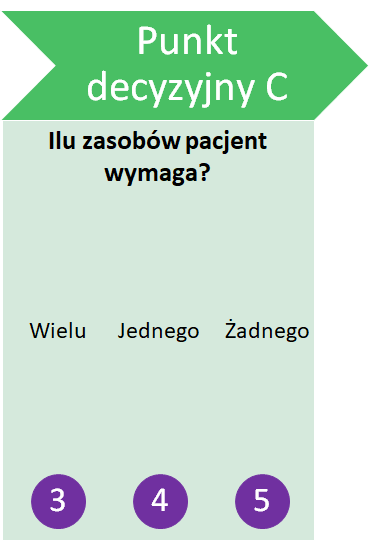 Punkt
decyzyjny C
Ilu zasobów pacjent
wymaga?
Wielu Jednego Żadnego
3 4 5